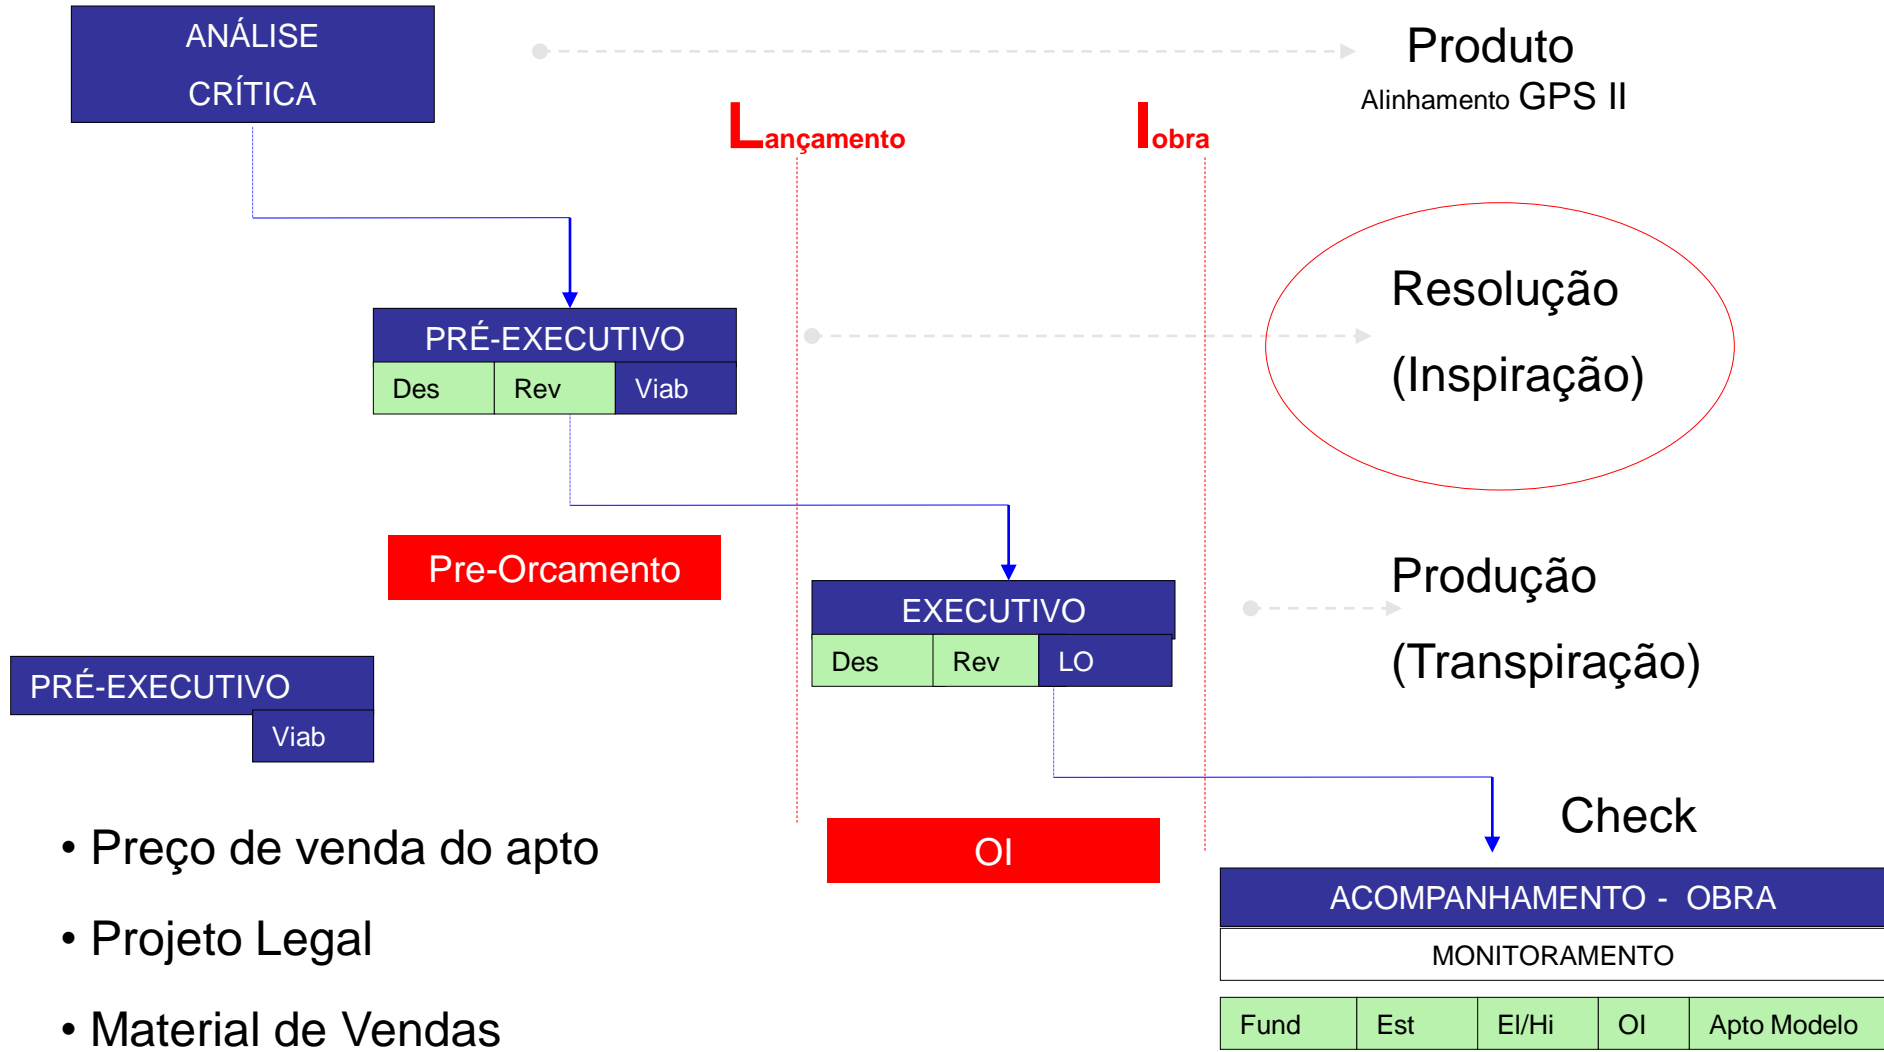 ANÁLISE
CRÍTICA
Produto
Alinhamento GPS II
Lançamento
Iobra
Resolução
(Inspiração)
PRÉ-EXECUTIVO
Des Rev Viab
Pre-Orcamento
Produção
(Transpiração)
EXECUTIVO
Des Rev LO
PRÉ-EXECUTIVO
Viab
Check
OI
• Preço de venda do apto
• Projeto Legal
• Material de Vendas
ACOMPANHAMENTO - OBRA
MONITORAMENTO
Fund Est El/Hi OI Apto Modelo